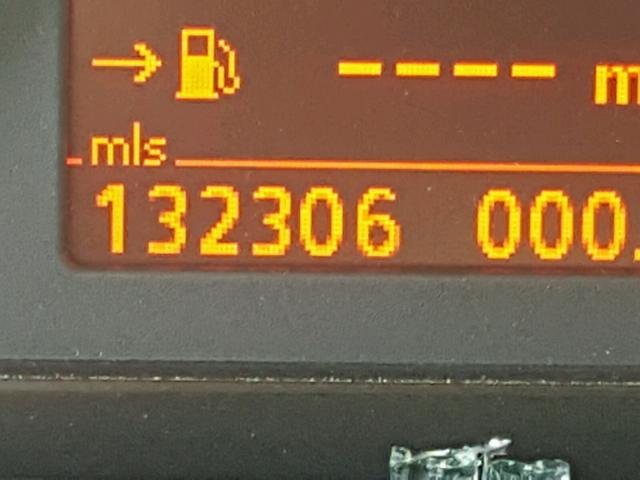 ---- m
mls
132306 000.